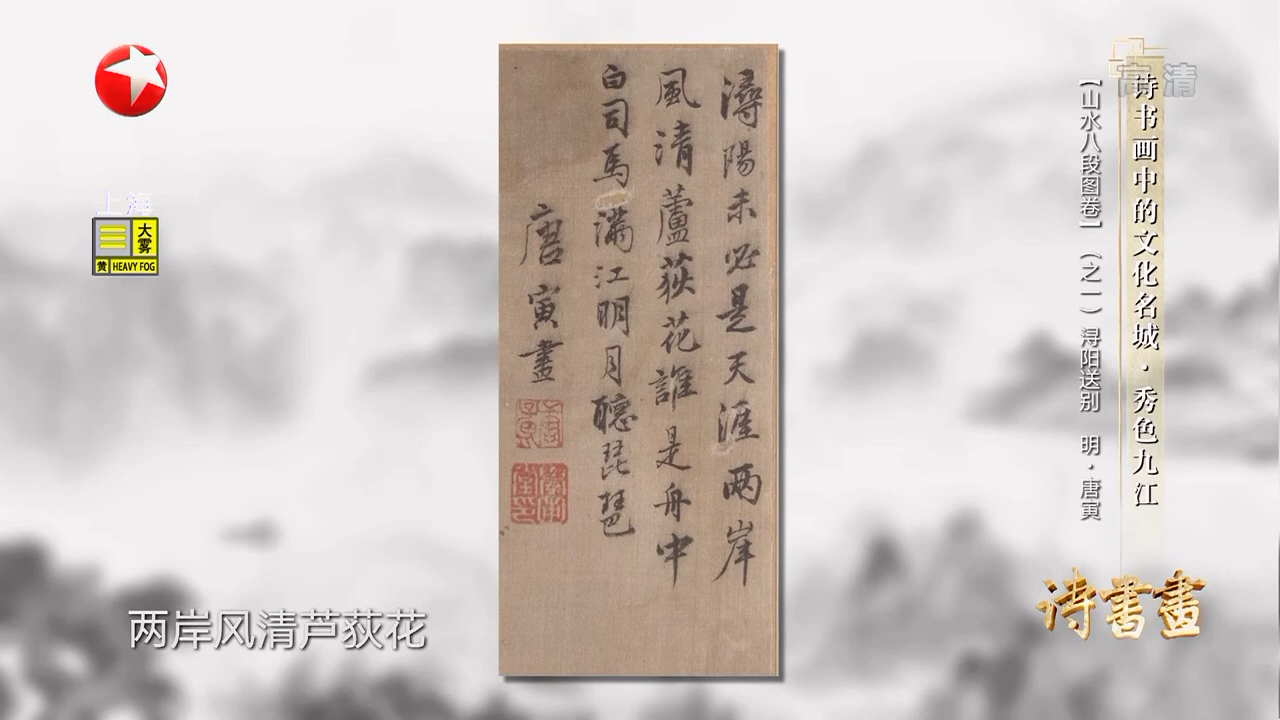 高清
诗书画中的文化名城·秀色九江
【山水八段图卷】（之一） 浔阳送别 明·唐寅
潯陽未必是天涯兩岸
風清蘆荻花誰是舟中
白司馬滿江明月聽琵琶
唐寅畫
上海
大雾
黄
HEAVY FOG
两岸风清芦荻花
诗書畫